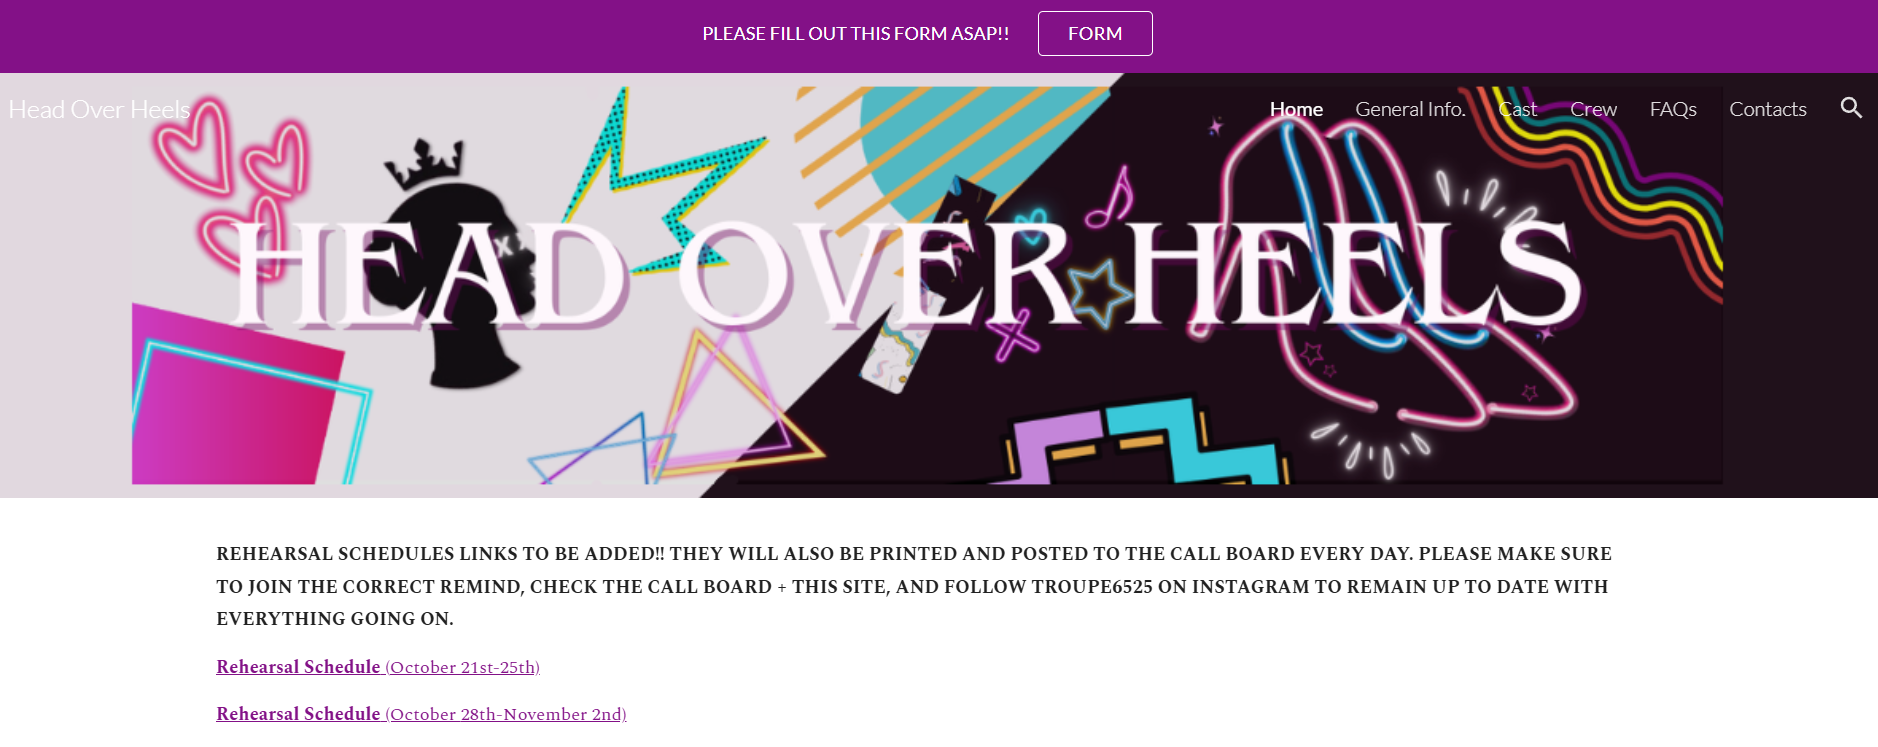 PLEASE FILL OUT THIS FORM ASAP!! FORM
Head Over Heels
Home General Info. Cast Crew FAQs Contacts
HEAD OVER HEELS
REHEARSAL SCHEDULES LINKS TO BE ADDED!! THEY WILL ALSO BE PRINTED AND POSTED TO THE CALL BOARD EVERY DAY. PLEASE MAKE SURE
TO JOIN THE CORRECT REMIND, CHECK THE CALL BOARD + THIS SITE, AND FOLLOW TROUPE6525 ON INSTAGRAM TO REMAIN UP TO DATE WITH
EVERYTHING GOING ON.
Rehearsal Schedule (October 21st-25th)
Rehearsal Schedule (October 28th-November 2nd)